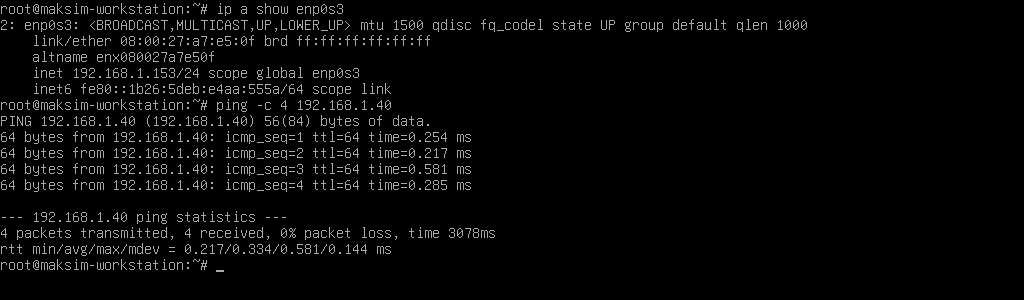 root@maksim-workstation:~# ip a show enp0s3
2: enp0s3: <BROADCAST,MULTICAST,UP,LOWER_UP> mtu 1500 qdisc fq_codel state UP group default qlen 1000
    link/ether 08:00:27:a7:e5:0f brd ff:ff:ff:ff:ff:ff
    altname enx080027a7e50f
    inet 192.168.1.153/24 scope global enp0s3
    inet6 fe80::1b26:5deb:e4aa:555a/64 scope link
root@maksim-workstation:~# ping -c 4 192.168.1.40
PING 192.168.1.40 (192.168.1.40) 56(84) bytes of data.
64 bytes from 192.168.1.40: icmp_seq=1 ttl=64 time=0.254 ms
64 bytes from 192.168.1.40: icmp_seq=2 ttl=64 time=0.217 ms
64 bytes from 192.168.1.40: icmp_seq=3 ttl=64 time=0.581 ms
64 bytes from 192.168.1.40: icmp_seq=4 ttl=64 time=0.285 ms

--- 192.168.1.40 ping statistics ---
4 packets transmitted, 4 received, 0% packet loss, time 3078ms
rtt min/avg/max/mdev = 0.217/0.334/0.581/0.144 ms
root@maksim-workstation:~# _